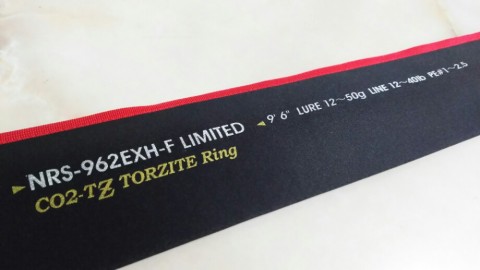 NRS-962EXH-F LIMITED
9' 6" LURE 12~50g LINE 12~40lb PE#1~2.5
CO2-TZ TORZITE Ring